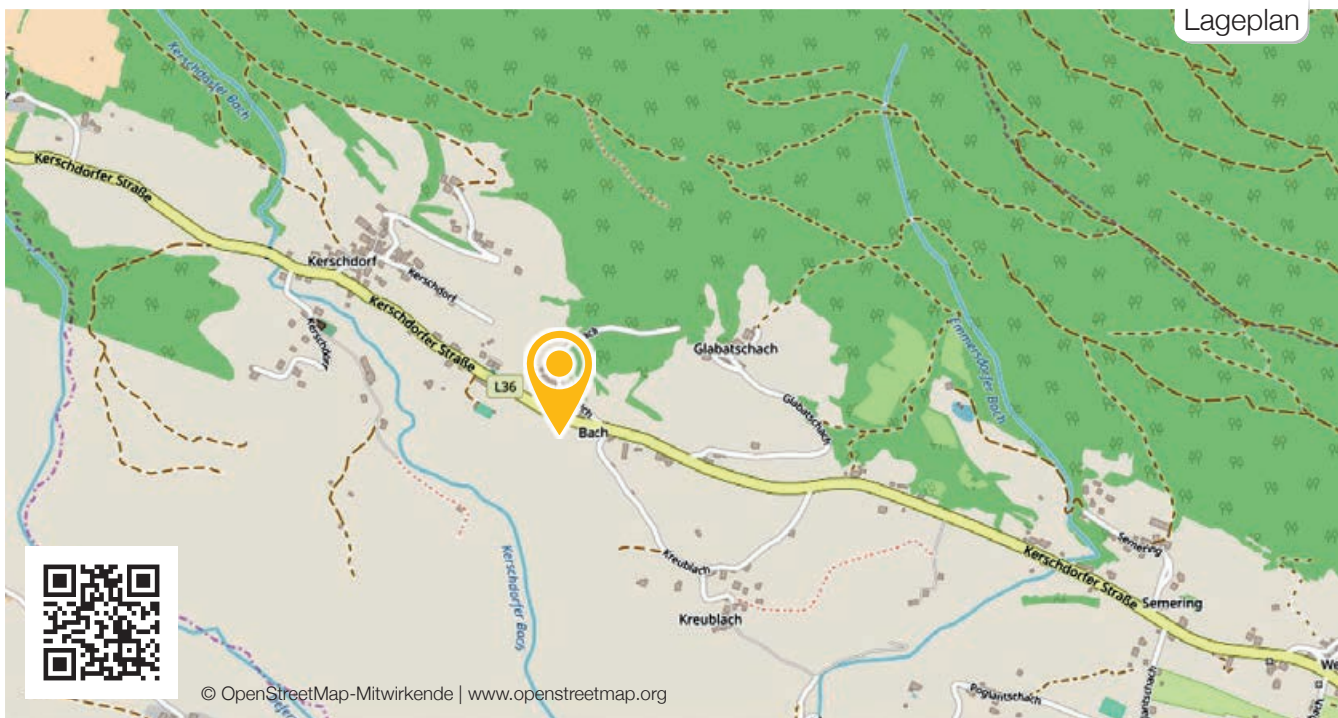 Lageplan
Kerschdorfer Bach
Kerschdorfer Straße
Kerschdorf
Kerschdorf
Kerschdorf
Kerschdorfer Straße
L36
Bach
Glabatschach
Glabatschach
Emmersdorfer Bach
Kreublach
Kreublach
Kerschdorfer Bach
Semering
Kerschdorfer Straße
Semering
© OpenStreetMap-Mitwirkende | www.openstreetmap.org